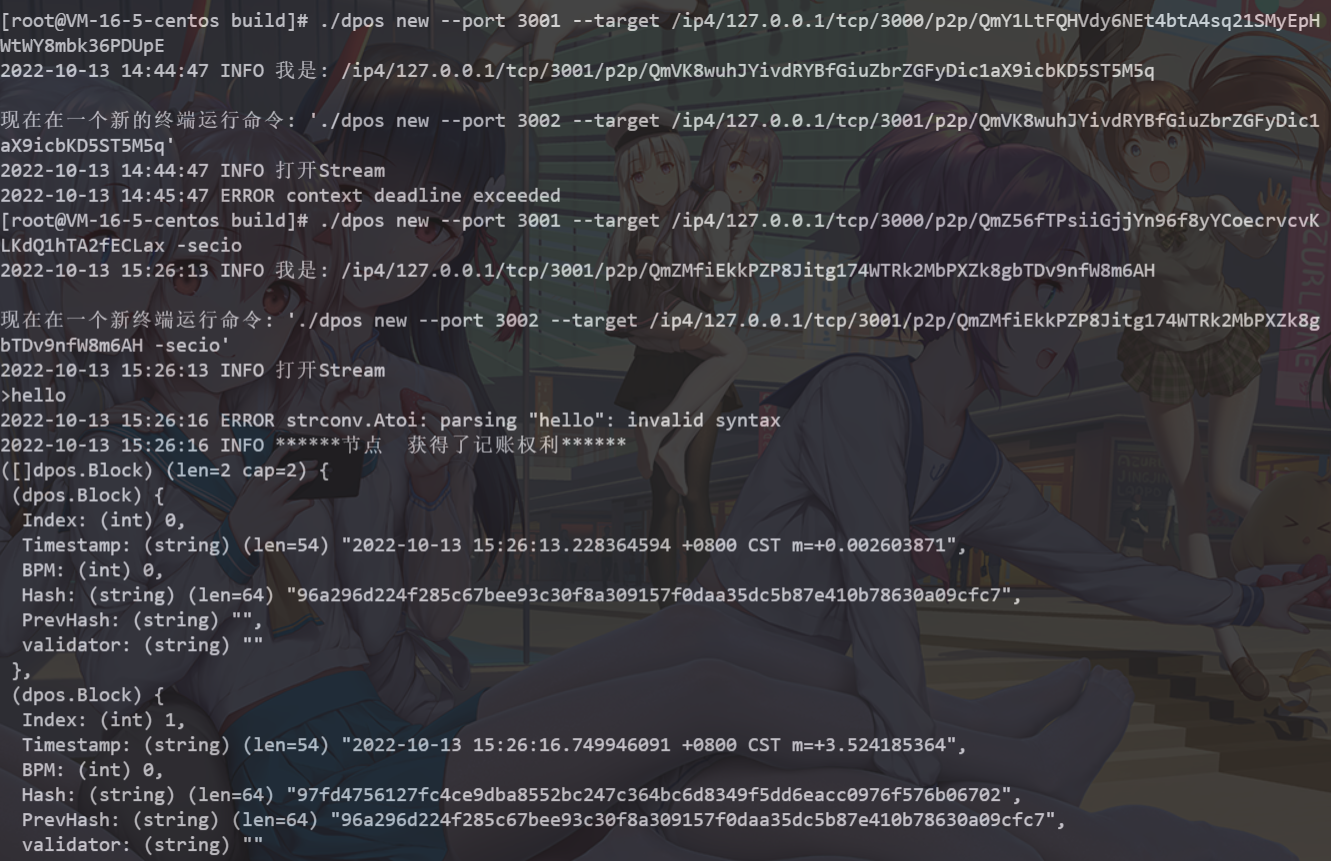 [root@VM-16-5-centos build]# ./dpos new --port 3001 --target /ip4/127.0.0.1/tcp/3000/p2p/QmY1LtFQHVdy6NEt4btA4sq21SMyEpH
WtWY8mbk36PDUpE
2022-10-13 14:44:47 INFO 我是: /ip4/127.0.0.1/tcp/3001/p2p/QmVK8wuhJYivdRYBfGiuZbrZGFyDic1aX9icbKD5ST5M5q
现在在一个新的终端运行命令: './dpos new --port 3002 --target /ip4/127.0.0.1/tcp/3001/p2p/QmVK8wuhJYivdRYBfGiuZbrZGFyDic1
aX9icbKD5ST5M5q'
2022-10-13 14:44:47 INFO 打开Stream
2022-10-13 14:45:47 ERROR context deadline exceeded
[root@VM-16-5-centos build]# ./dpos new --port 3001 --target /ip4/127.0.0.1/tcp/3000/p2p/QmZ56fTPsiiGjjYn96f8yYCoecrvcvK
LKdQ1hTA2fECLax -secio
2022-10-13 15:26:13 INFO 我是: /ip4/127.0.0.1/tcp/3001/p2p/QmZMfiEkkPZP8Jitg174WTRk2MbPXZk8gbTDv9nfW8m6AH
现在在一个新终端运行命令: './dpos new --port 3002 --target /ip4/127.0.0.1/tcp/3001/p2p/QmZMfiEkkPZP8Jitg174WTRk2MbPXZk8g
bTDv9nfW8m6AH -secio'
2022-10-13 15:26:13 INFO 打开Stream
>hello
2022-10-13 15:26:16 ERROR strconv.Atoi: parsing "hello": invalid syntax
2022-10-13 15:26:16 INFO ******节点  获得了记账权利******
([]dpos.Block) (len=2 cap=2) {
 (dpos.Block) {
  Index: (int) 0,
  Timestamp: (string) (len=54) "2022-10-13 15:26:13.228364594 +0800 CST m=+0.002603871",
  BPM: (int) 0,
  Hash: (string) (len=64) "96a296d224f285c67bee93c30f8a309157f0daa35dc5b87e410b78630a09cfc7",
  PrevHash: (string) "",
  validator: (string) ""
 },
 (dpos.Block) {
  Index: (int) 1,
  Timestamp: (string) (len=54) "2022-10-13 15:26:16.749946091 +0800 CST m=+3.524185364",
  BPM: (int) 0,
  Hash: (string) (len=64) "97fd4756127fc4ce9dba8552bc247c364bc6d8349f5dd6eacc0976f576b06702",
  PrevHash: (string) (len=64) "96a296d224f285c67bee93c30f8a309157f0daa35dc5b87e410b78630a09cfc7",
  validator: (string) ""